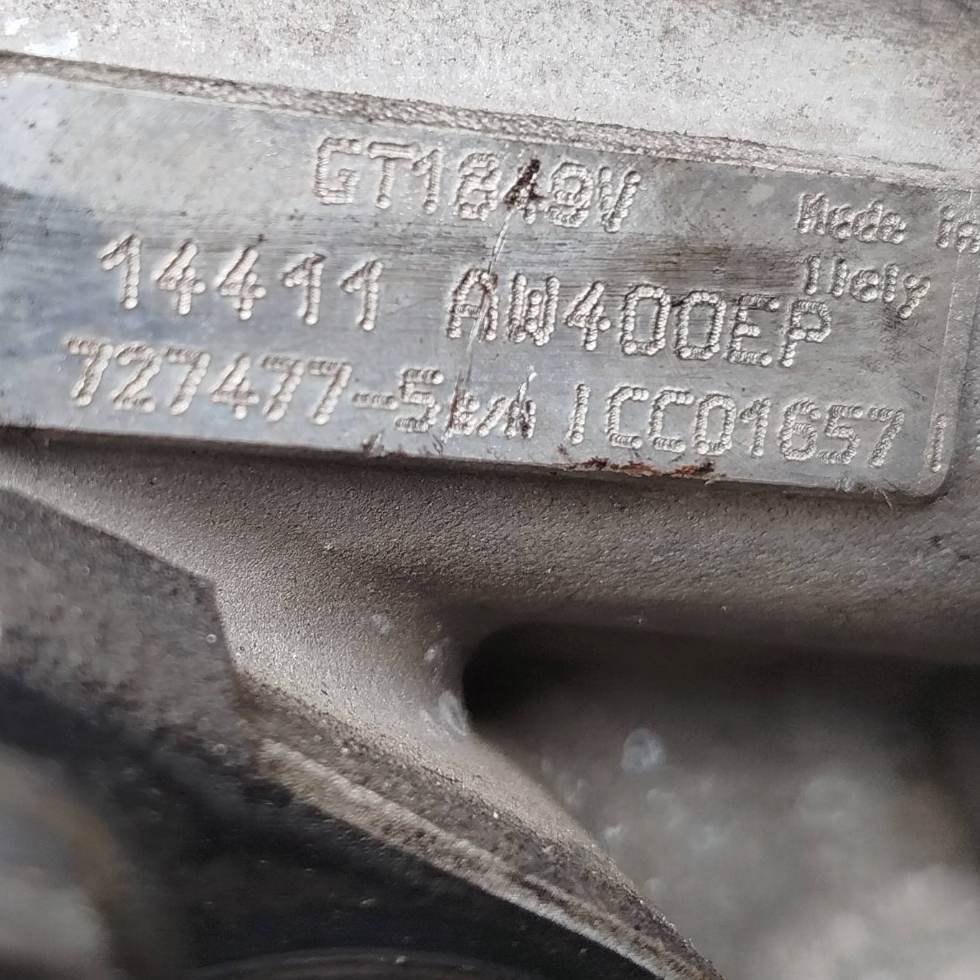 GT1849V
Made in
Italy
14411 AW400EP
727477-5 | CC01657 |